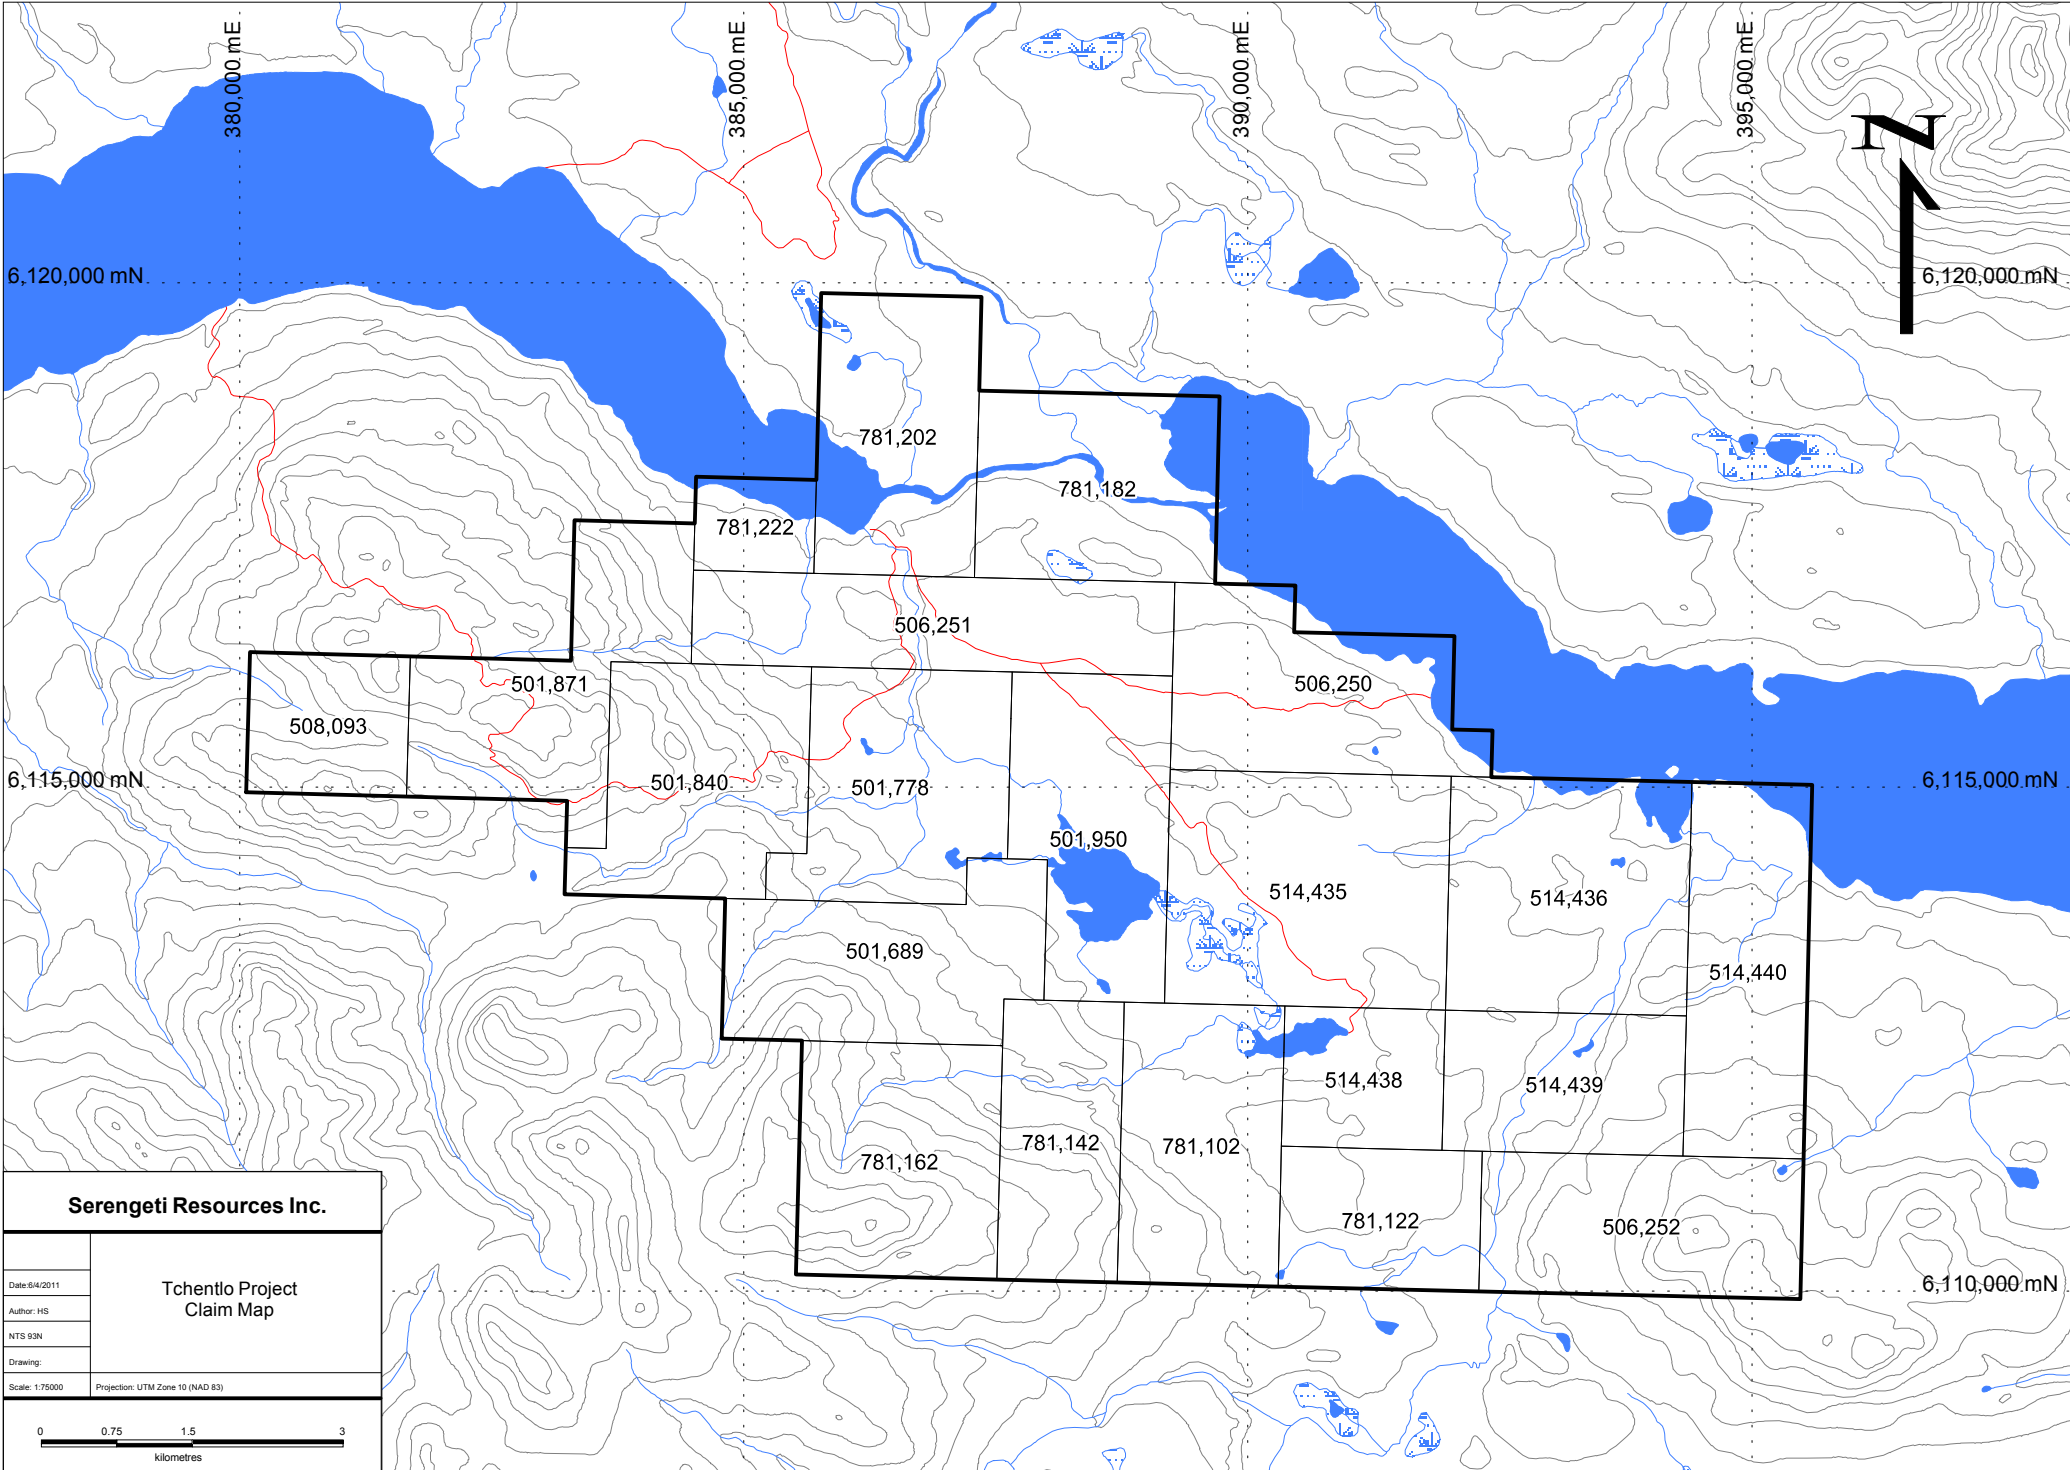 380,000 mE
385,000 mE
390,000 mE
395,000 mE
N
6,120,000 mN
6,120,000 mN
781,202
781,182
781,222
506,251
501,871
506,250
508,093
6,115,000 mN
501,840
501,778
6,115,000 mN
501,950
514,435
514,436
501,689
514,440
514,438
514,439
781,142
781,102
781,162
781,122
506,252
6,110,000 mN
Serengeti Resources Inc.
Tchentlo Project
Claim Map
Date:6/4/2011
Author: HS
NTS 93N
Drawing:
Scale: 1:75000
Projection: UTM Zone 10 (NAD 83)
0 0.75 1.5 3
kilometres